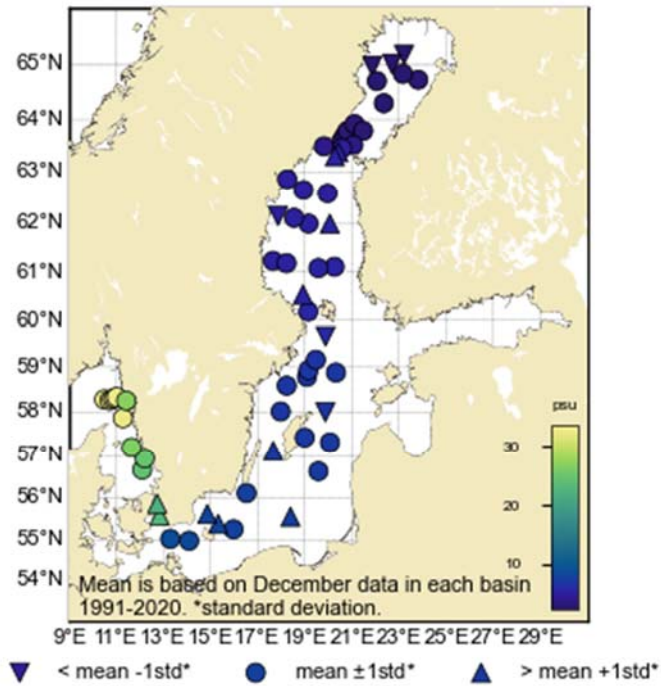 65°N
64°N
63°N
62°N
61°N
60°N
59°N
58°N
57°N
56°N
55°N
54°N
psu
30
20
10
Mean is based on December data in each basin
1991-2020. *standard deviation.
9°E 11°E 13°E 15°E 17°E 19°E 21°E 23°E 25°E 27°E 29°E
< mean -1std* mean ±1std* > mean +1std*